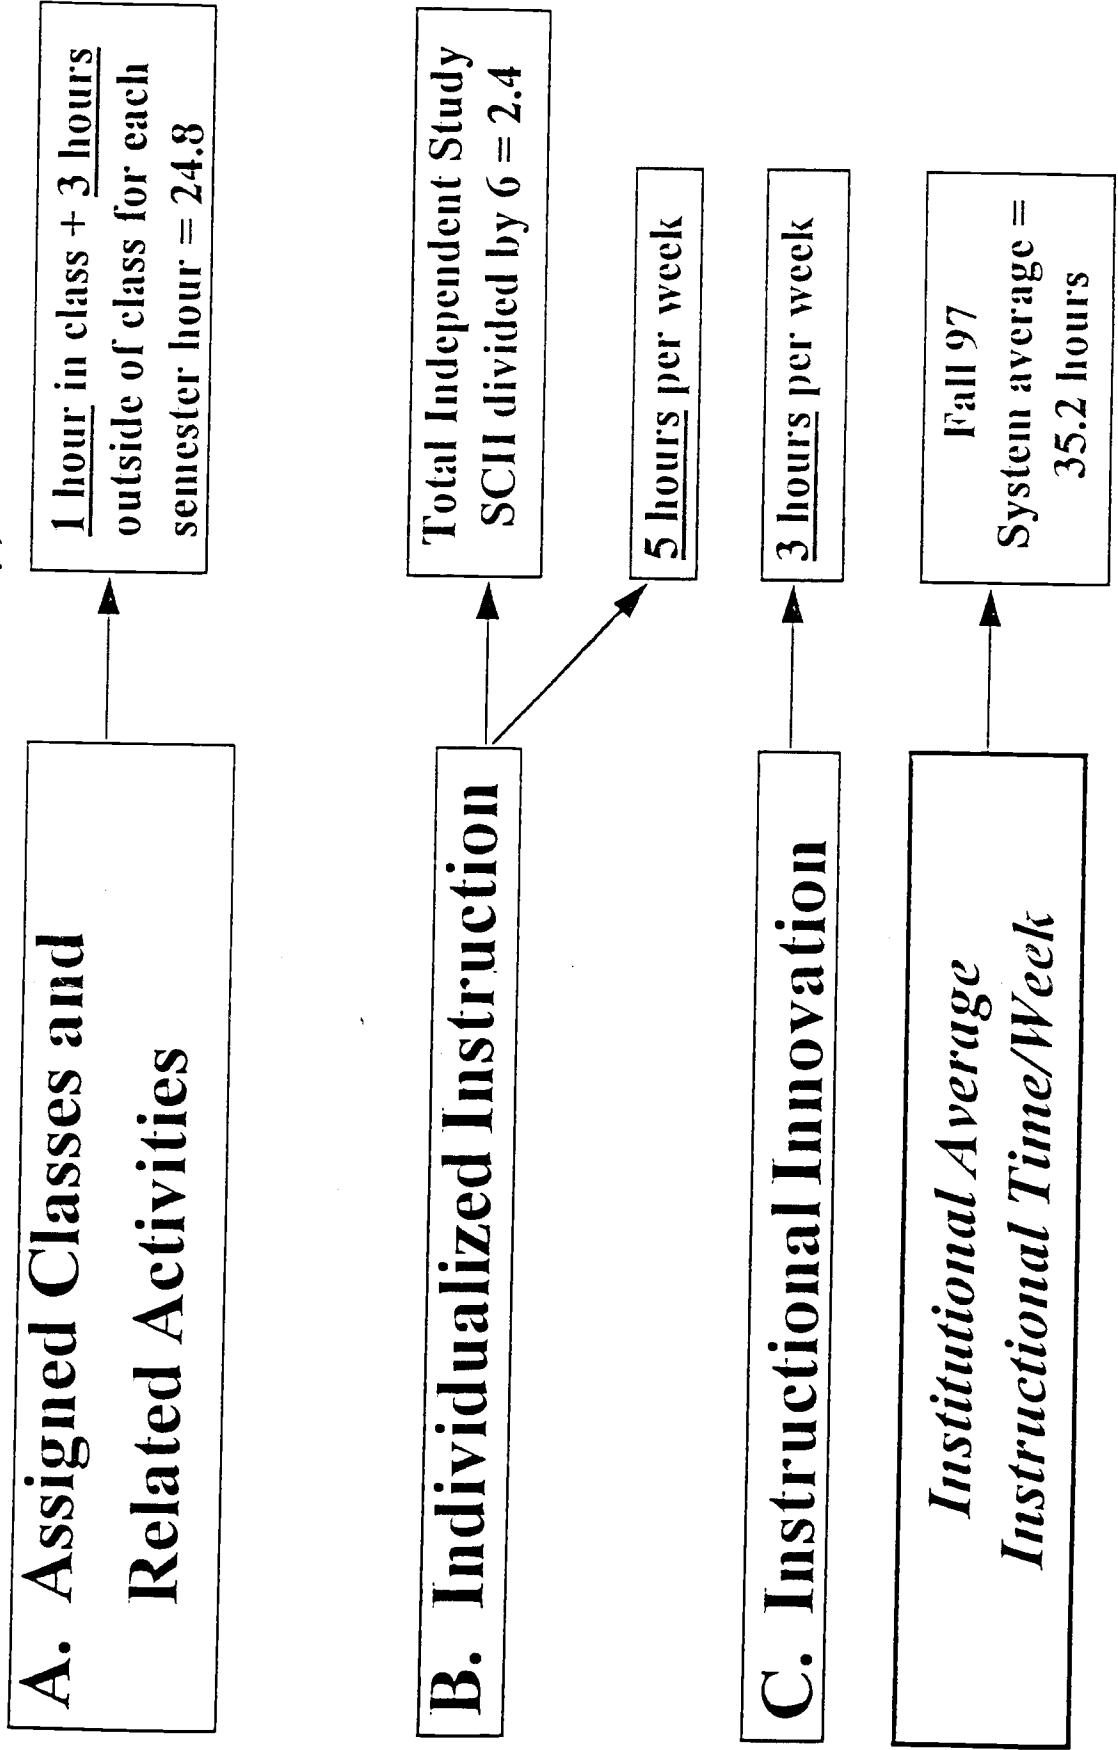 A. Assigned Classes and
Related Activities
1 hour in class + 3 hours
outside of class for each
semester hour = 24.8
B. Individualized Instruction
Total Independent Study
SCII divided by 6 = 2.4
5 hours per week
C. Instructional Innovation
3 hours per week
Institutional Average
Instructional Time/Week
Fall 97
System average =
35.2 hours